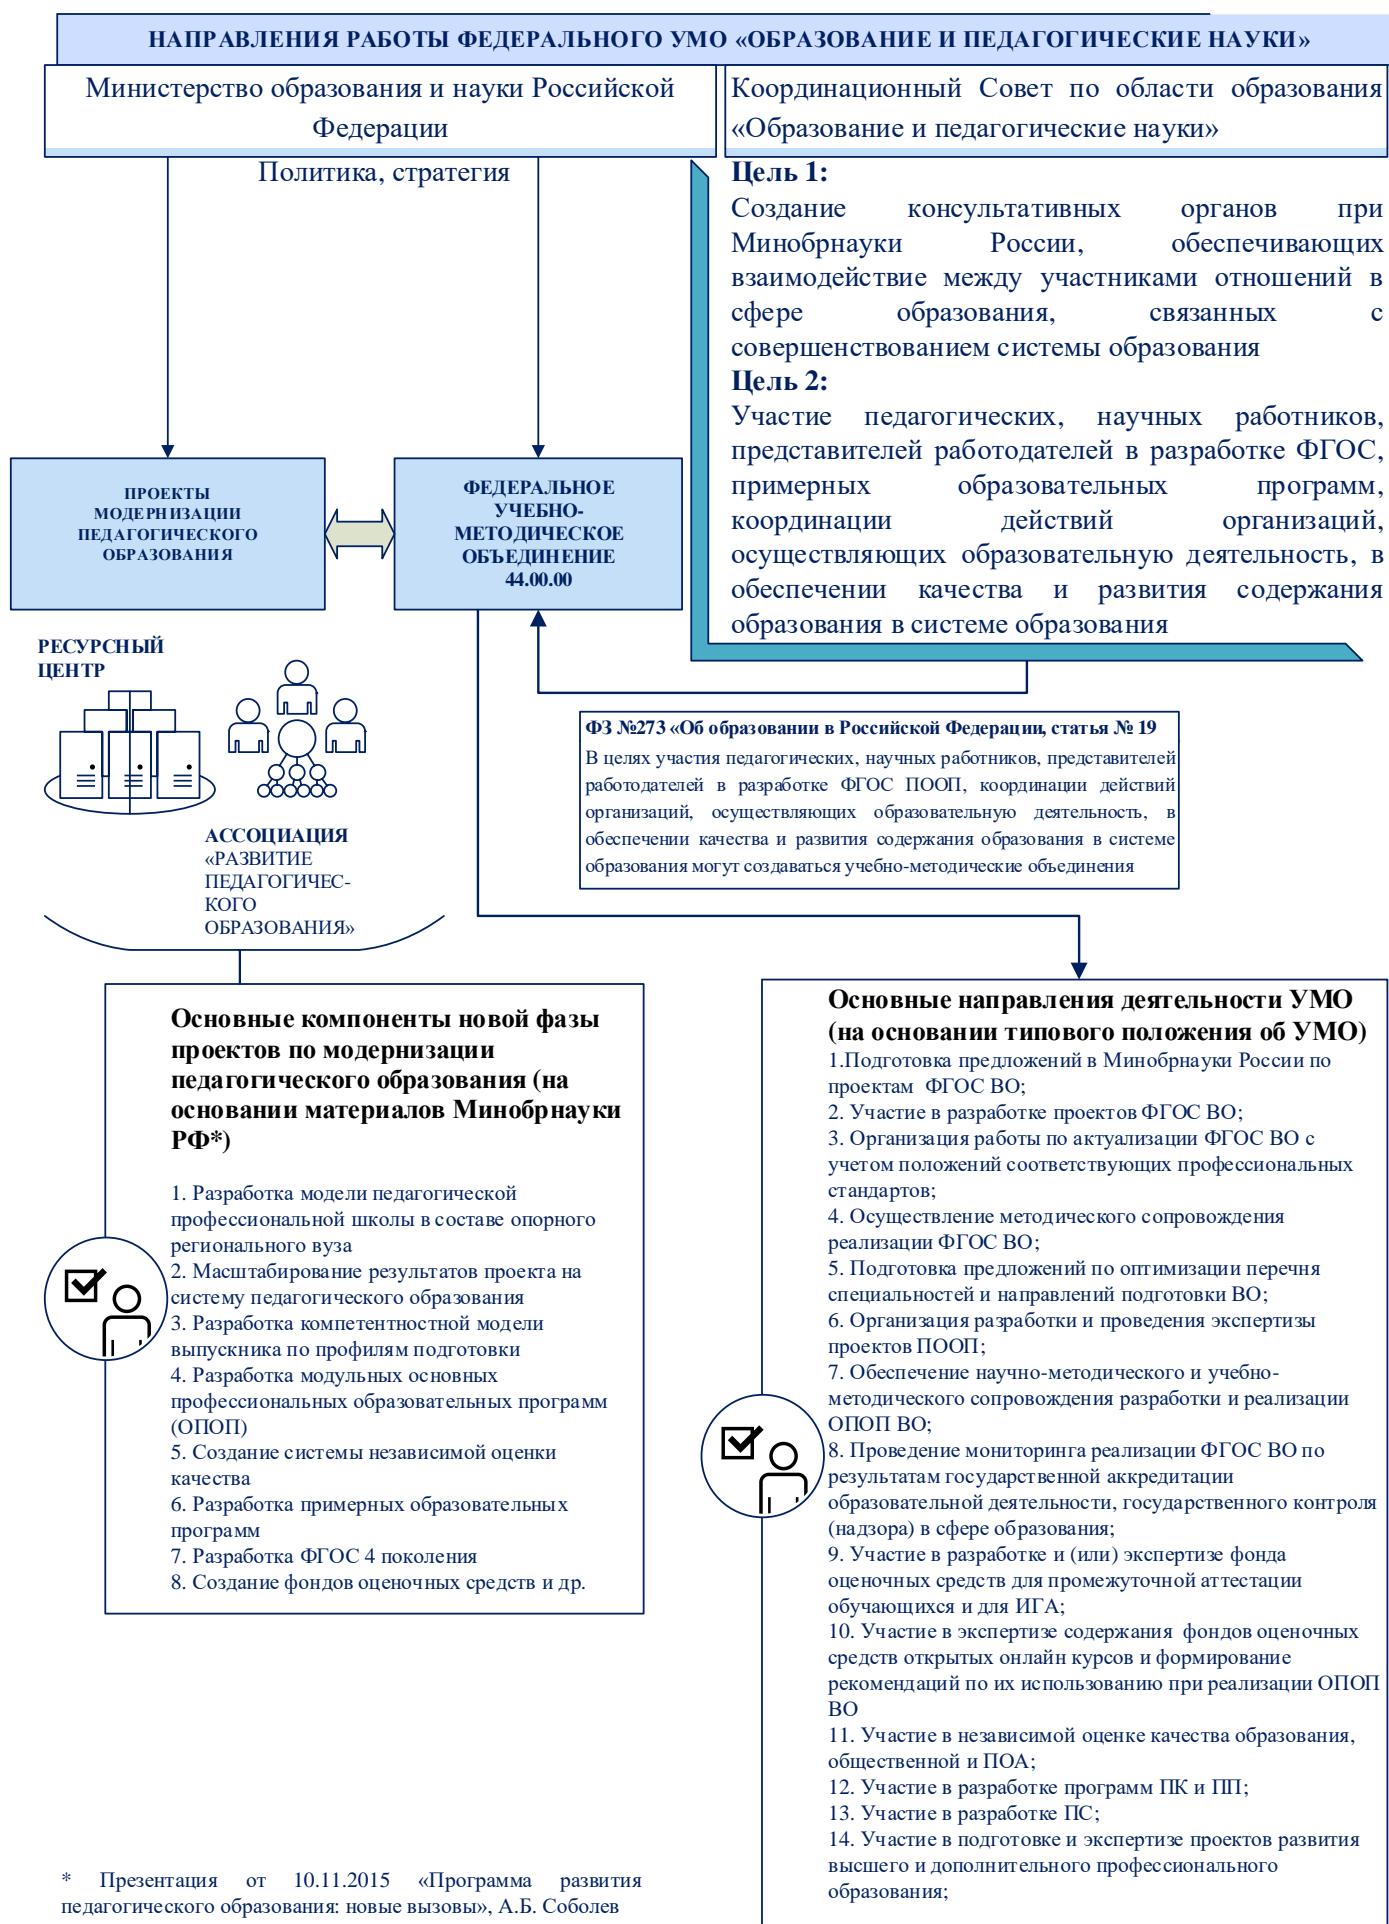 НАПРАВЛЕНИЯ РАБОТЫ ФЕДЕРАЛЬНОГО УМО «ОБРАЗОВАНИЕ И ПЕДАГОГИЧЕСКИЕ НАУКИ»
Министерство образования и науки Российской
Федерации
Координационный Совет по области образования
«Образование и педагогические науки»
Политика, стратегия
Цель 1:
Создание консультативных органов при
Минобрнауки России, обеспечивающих
взаимодействие между участниками отношений в
сфере образования, связанных с
совершенствованием системы образования
Цель 2:
Участие педагогических, научных работников,
представителей работодателей в разработке ФГОС,
примерных образовательных программ,
координации действий организаций,
осуществляющих образовательную деятельность, в
обеспечении качества и развития содержания
образования в системе образования
ПРОЕКТЫ
МОДЕРНИЗАЦИИ
ПЕДАГОГИЧЕСКОГО
ОБРАЗОВАНИЯ
ФЕДЕРАЛЬНОЕ
УЧЕБНО-
МЕТОДИЧЕСКОЕ
ОБЪЕДИНЕНИЕ
44.00.00
РЕСУРСНЫЙ
ЦЕНТР
АССОЦИАЦИЯ
«РАЗВИТИЕ
ПЕДАГОГИЧЕС-
КОГО
ОБРАЗОВАНИЯ»
ФЗ №273 «Об образовании в Российской Федерации, статья № 19
В целях участия педагогических, научных работников, представителей
работодателей в разработке ФГОС ПООП, координации действий
организаций, осуществляющих образовательную деятельность, в
обеспечении качества и развития содержания образования в системе
образования могут создаваться учебно-методические объединения
Основные компоненты новой фазы
проектов по модернизации
педагогического образования (на
основании материалов Минобрнауки
РФ*)
1. Разработка модели педагогической
профессиональной школы в составе опорного
регионального вуза
2. Масштабирование результатов проекта на
систему педагогического образования
3. Разработка компетентностной модели
выпускника по профилям подготовки
4. Разработка модульных основных
профессиональных образовательных программ
(ОПОП)
5. Создание системы независимой оценки
качества
6. Разработка примерных образовательных
программ
7. Разработка ФГОС 4 поколения
8. Создание фондов оценочных средств и др.
Основные направления деятельности УМО
(на основании типового положения об УМО)
1.Подготовка предложений в Минобрнауки России по
проектам ФГОС ВО;
2. Участие в разработке проектов ФГОС ВО;
3. Организация работы по актуализации ФГОС ВО с
учетом положений соответствующих профессиональных
стандартов;
4. Осуществление методического сопровождения
реализации ФГОС ВО;
5. Подготовка предложений по оптимизации перечня
специальностей и направлений подготовки ВО;
6. Организация разработки и проведения экспертизы
проектов ПООП;
7. Обеспечение научно-методического и учебно-
методического сопровождения разработки и реализации
ОПОП ВО;
8. Проведение мониторинга реализации ФГОС ВО по
результатам государственной аккредитации
образовательной деятельности, государственного контроля
(надзора) в сфере образования;
9. Участие в разработке и (или) экспертизе фонда
оценочных средств для промежуточной аттестации
обучающихся и для ИГА;
10. Участие в экспертизе содержания фондов оценочных
средств открытых онлайн курсов и формирование
рекомендаций по их использованию при реализации ОПОП
ВО
11. Участие в независимой оценке качества образования,
общественной и ПОА;
12. Участие в разработке программ ПК и ПП;
13. Участие в разработке ПС;
14. Участие в подготовке и экспертизе проектов развития
высшего и дополнительного профессионального
образования;
* Презентация от 10.11.2015 «Программа развития
педагогического образования: новые вызовы», А.Б. Соболев